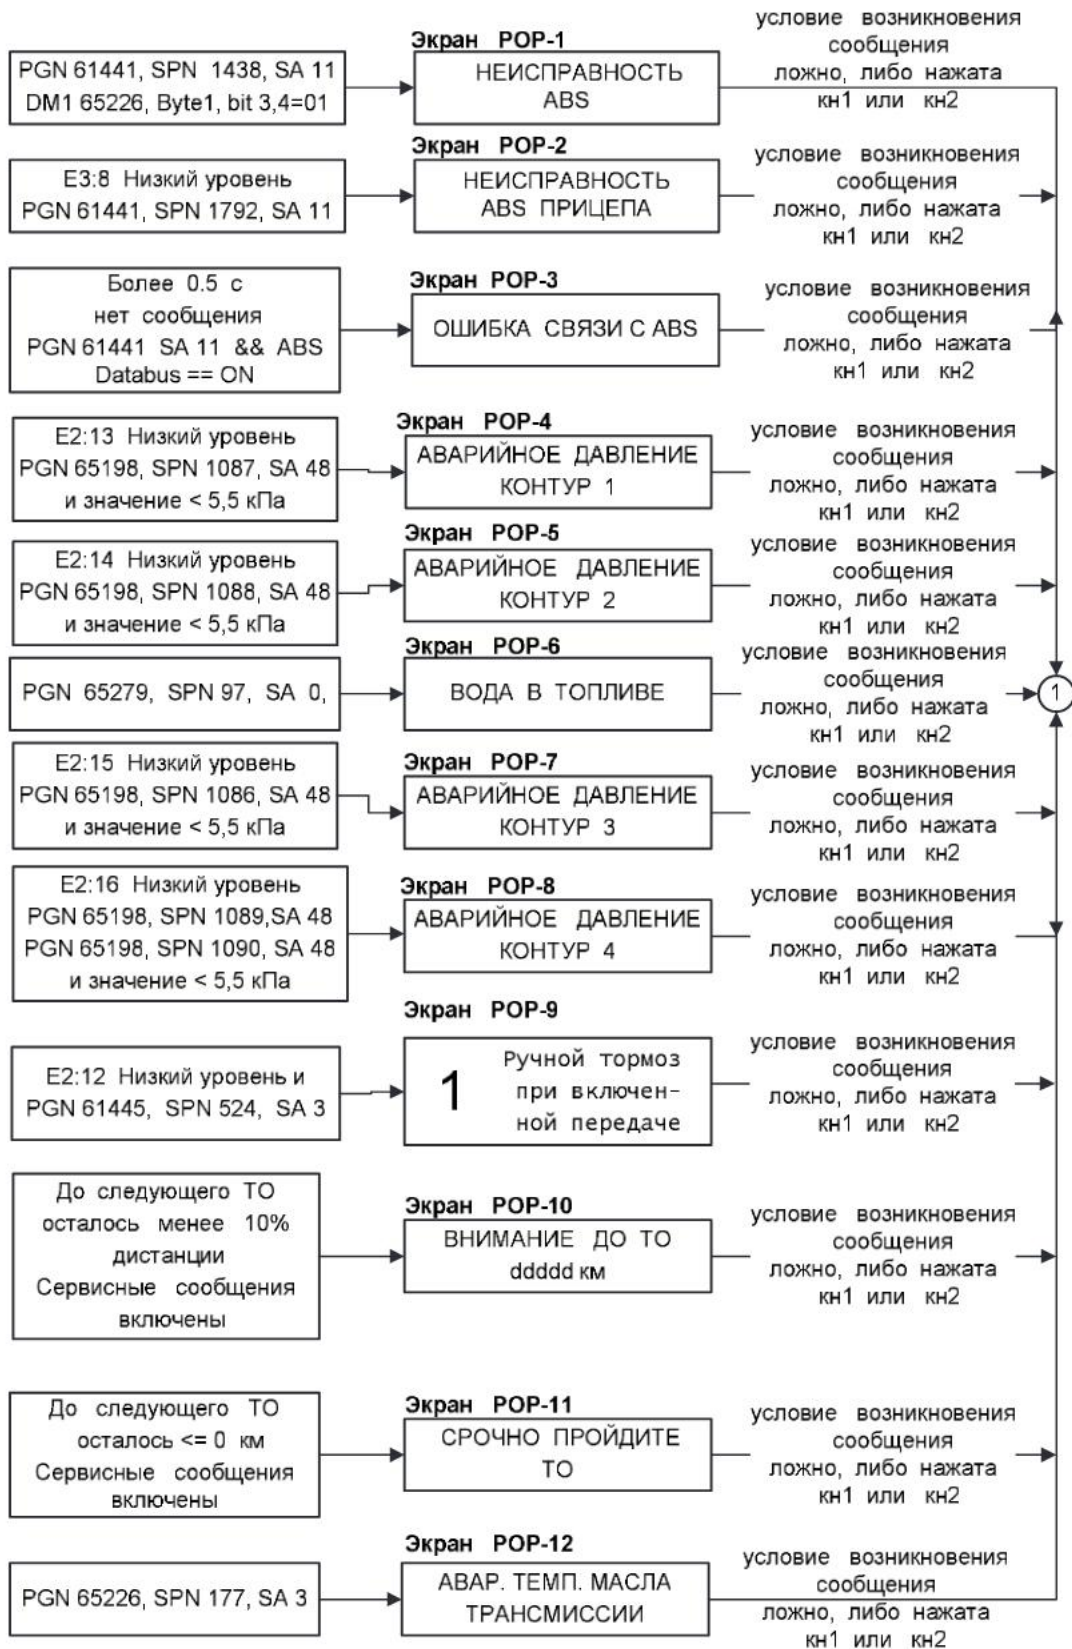 Экран POP-1
PGN 61441, SPN 1438, SA 11
DM1 65226, Byte1, bit 3,4=01
НЕИСПРАВНОСТЬ
ABS
условие возникновения
сообщения
ложно, либо нажата
кн1 или кн2
Экран POP-2
E3:8 Низкий уровень
PGN 61441, SPN 1792, SA 11
НЕИСПРАВНОСТЬ
ABS ПРИЦЕПА
условие возникновения
сообщения
ложно, либо нажата
кн1 или кн2
Экран POP-3
Более 0.5 с
нет сообщения
PGN 61441 SA 11 && ABS
Databus == ON
ОШИБКА СВЯЗИ С ABS
условие возникновения
сообщения
ложно, либо нажата
кн1 или кн2
Экран POP-4
E2:13 Низкий уровень
PGN 65198, SPN 1087, SA 48
и значение < 5,5 кПа
АВАРИЙНОЕ ДАВЛЕНИЕ
КОНТУР 1
условие возникновения
сообщения
ложно, либо нажата
кн1 или кн2
Экран POP-5
E2:14 Низкий уровень
PGN 65198, SPN 1088, SA 48
и значение < 5,5 кПа
АВАРИЙНОЕ ДАВЛЕНИЕ
КОНТУР 2
условие возникновения
сообщения
ложно, либо нажата
кн1 или кн2
Экран POP-6
PGN 65279, SPN 97, SA 0,
ВОДА В ТОПЛИВЕ
условие возникновения
сообщения
ложно, либо нажата
кн1 или кн2
1
Экран POP-7
E2:15 Низкий уровень
PGN 65198, SPN 1086, SA 48
и значение < 5,5 кПа
АВАРИЙНОЕ ДАВЛЕНИЕ
КОНТУР 3
условие возникновения
сообщения
ложно, либо нажата
кн1 или кн2
Экран POP-8
E2:16 Низкий уровень
PGN 65198, SPN 1089,SA 48
PGN 65198, SPN 1090, SA 48
и значение < 5,5 кПа
АВАРИЙНОЕ ДАВЛЕНИЕ
КОНТУР 4
условие возникновения
сообщения
ложно, либо нажата
кн1 или кн2
Экран POP-9
E2:12 Низкий уровень и
PGN 61445, SPN 524, SA 3
1
Ручной тормоз
при включен-
ной передаче
условие возникновения
сообщения
ложно, либо нажата
кн1 или кн2
Экран POP-10
До следующего ТО
осталось менее 10%
дистанции
Сервисные сообщения
включены
ВНИМАНИЕ ДО ТО
ddddd км
условие возникновения
сообщения
ложно, либо нажата
кн1 или кн2
Экран POP-11
До следующего ТО
осталось <= 0 км
Сервисные сообщения
включены
СРОЧНО ПРОЙДИТЕ
ТО
условие возникновения
сообщения
ложно, либо нажата
кн1 или кн2
Экран POP-12
PGN 65226, SPN 177, SA 3
АВАР. ТЕМП. МАСЛА
ТРАНСМИССИИ
условие возникновения
сообщения
ложно, либо нажата
кн1 или кн2